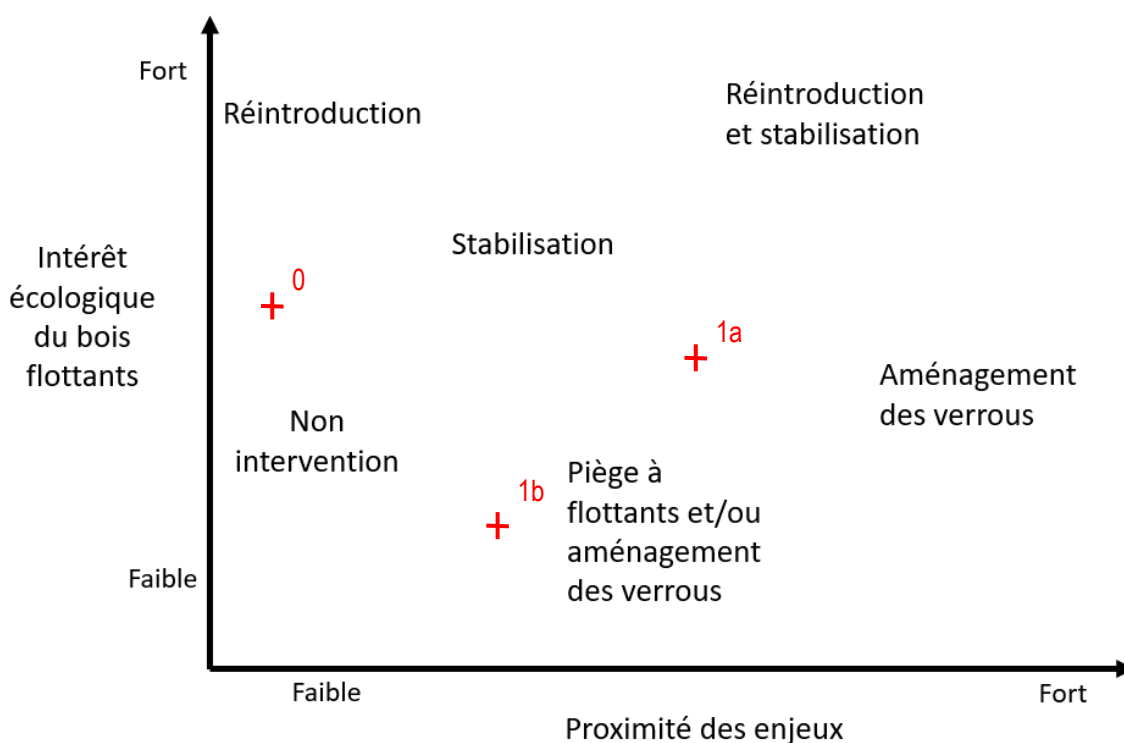 Fort
Réintroduction
Réintroduction
et stabilisation
Intérêt
écologique
du bois
flottants
Stabilisation
0
1a
Aménagement
des verrous
Non
intervention
1b
Piège à
flottants et/ou
aménagement
des verrous
Faible
Faible
Fort
Proximité des enjeux